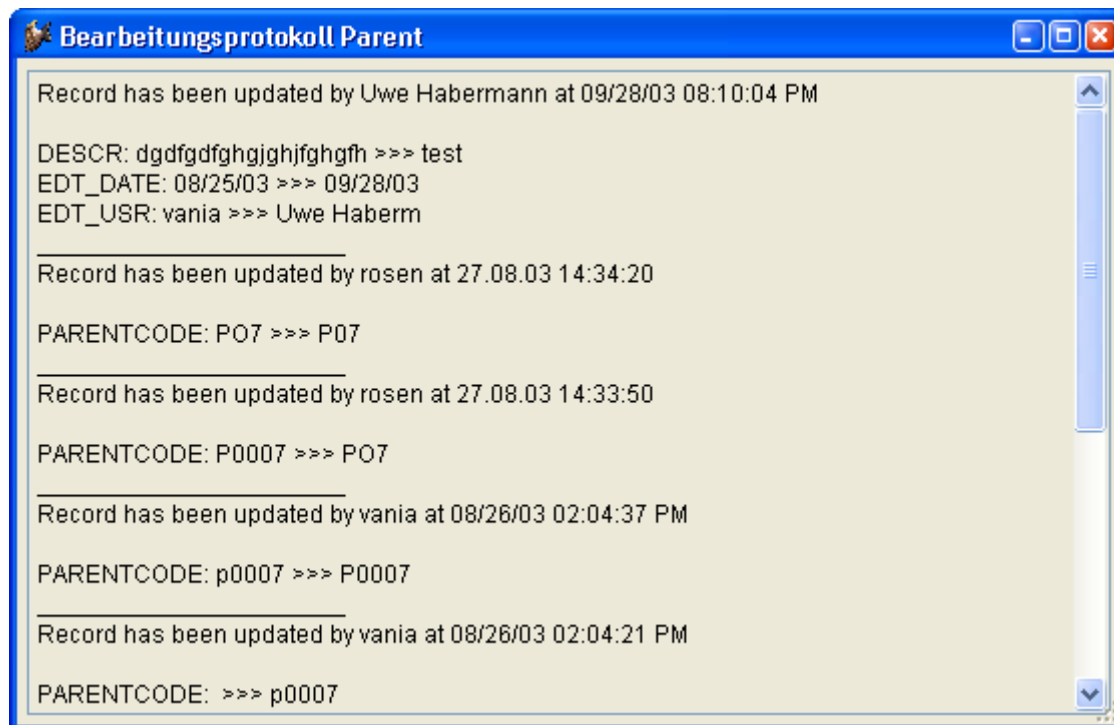 Bearbeitungsprotokoll Parent
Record has been updated by Uwe Habermann at 09/28/03 08:10:04 PM
DESCR: dgdfgdfghgjghjfghgfh >>> test
EDT_DATE: 08/25/03 >>> 09/28/03
EDT_USR: vania >>> Uwe Haberm
Record has been updated by rosen at 27.08.03 14:34:20
PARENTCODE: PO7 >>> P07
Record has been updated by rosen at 27.08.03 14:33:50
PARENTCODE: P0007 >>> PO7
Record has been updated by vania at 08/26/03 02:04:37 PM
PARENTCODE: p0007 >>> P0007
Record has been updated by vania at 08/26/03 02:04:21 PM
PARENTCODE:  >>> p0007